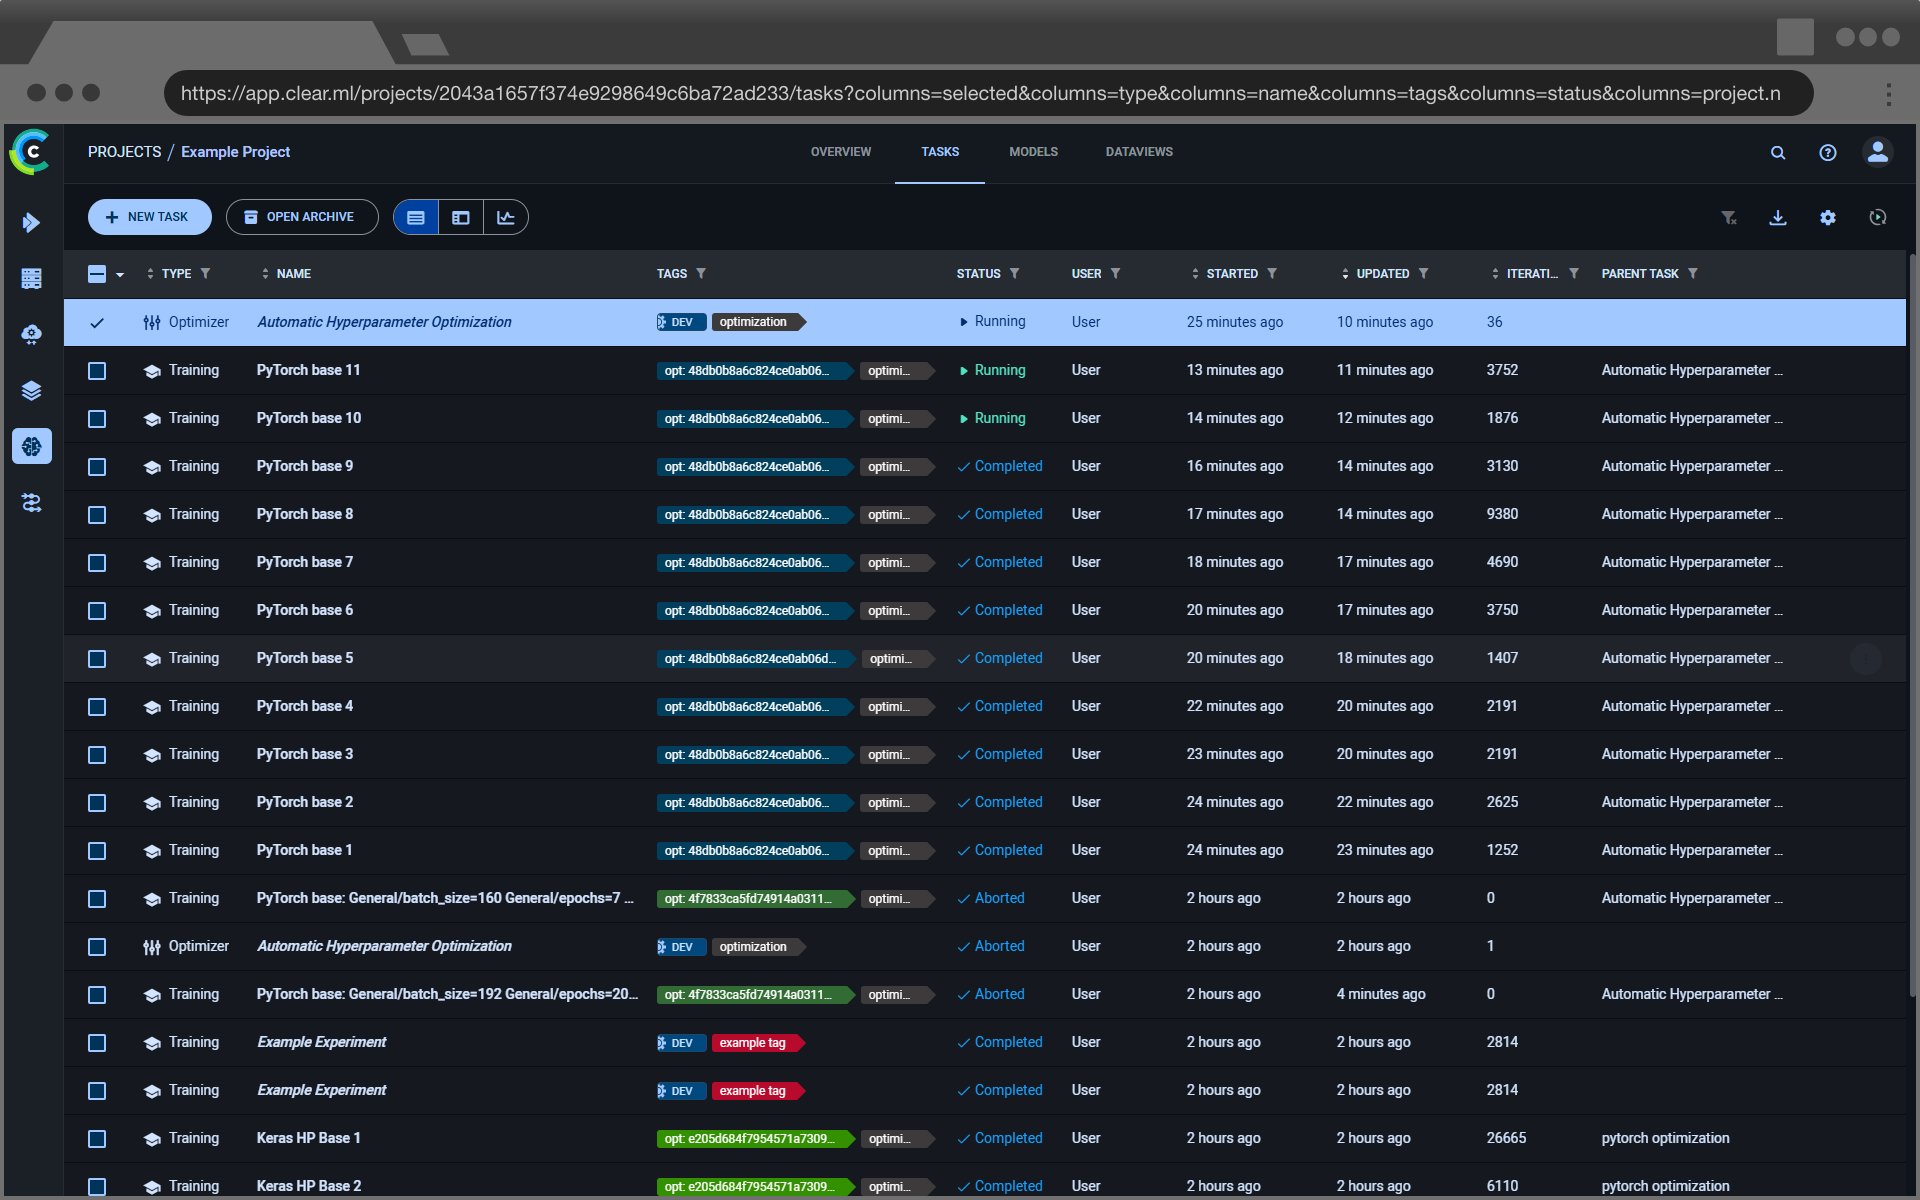 https://app.clear.ml/projects/2043a1657f374e9298649c6ba72ad233/tasks?columns=selected&columns=type&columns=name&columns=tags&columns=status&columns=project.n
C PROJECTS / Example Project OVERVIEW TASKS MODELS DATAVIEWS
NEW TASK OPEN ARCHIVE
TYPE NAME TAGS STATUS USER STARTED UPDATED ITERATI... PARENT TASK
Optimizer Automatic Hyperparameter Optimization DEV optimization Running User 25 minutes ago 10 minutes ago 36
Training PyTorch base 11 opt: 48db0b8a6c824ce0ab06... optimi... Running User 13 minutes ago 11 minutes ago 3752 Automatic Hyperparameter ...
Training PyTorch base 10 opt: 48db0b8a6c824ce0ab06... optimi... Running User 14 minutes ago 12 minutes ago 1876 Automatic Hyperparameter ...
Training PyTorch base 9 opt: 48db0b8a6c824ce0ab06... optimi... Completed User 16 minutes ago 14 minutes ago 3130 Automatic Hyperparameter ...
Training PyTorch base 8 opt: 48db0b8a6c824ce0ab06... optimi... Completed User 17 minutes ago 14 minutes ago 9380 Automatic Hyperparameter ...
Training PyTorch base 7 opt: 48db0b8a6c824ce0ab06... optimi... Completed User 18 minutes ago 17 minutes ago 4690 Automatic Hyperparameter ...
Training PyTorch base 6 opt: 48db0b8a6c824ce0ab06... optimi... Completed User 20 minutes ago 17 minutes ago 3750 Automatic Hyperparameter ...
Training PyTorch base 5 opt: 48db0b8a6c824ce0ab06d... optimi... Completed User 20 minutes ago 18 minutes ago 1407 Automatic Hyperparameter ...
Training PyTorch base 4 opt: 48db0b8a6c824ce0ab06... optimi... Completed User 22 minutes ago 20 minutes ago 2191 Automatic Hyperparameter ...
Training PyTorch base 3 opt: 48db0b8a6c824ce0ab06... optimi... Completed User 23 minutes ago 20 minutes ago 2191 Automatic Hyperparameter ...
Training PyTorch base 2 opt: 48db0b8a6c824ce0ab06... optimi... Completed User 24 minutes ago 22 minutes ago 2625 Automatic Hyperparameter ...
Training PyTorch base 1 opt: 48db0b8a6c824ce0ab06... optimi... Completed User 24 minutes ago 23 minutes ago 1252 Automatic Hyperparameter ...
Training PyTorch base: General/batch_size=160 General/epochs=7 ... opt: 4f7833ca5fd74914a0311... optimi... Aborted User 2 hours ago 2 hours ago 0 Automatic Hyperparameter ...
Optimizer Automatic Hyperparameter Optimization DEV optimization Aborted User 2 hours ago 2 hours ago 1
Training PyTorch base: General/batch_size=192 General/epochs=20... opt: 4f7833ca5fd74914a0311... optimi... Aborted User 2 hours ago 4 minutes ago 0 Automatic Hyperparameter ...
Training Example Experiment DEV example tag Completed User 2 hours ago 2 hours ago 2814
Training Example Experiment DEV example tag Completed User 2 hours ago 2 hours ago 2814
Training Keras HP Base 1 opt: e205d684f7954571a7309... optimi... Completed User 2 hours ago 2 hours ago 26665 pytorch optimization
Training Keras HP Base 2 opt: e205d684f7954571a7309... optimi... Completed User 2 hours ago 2 hours ago 6110 pytorch optimization